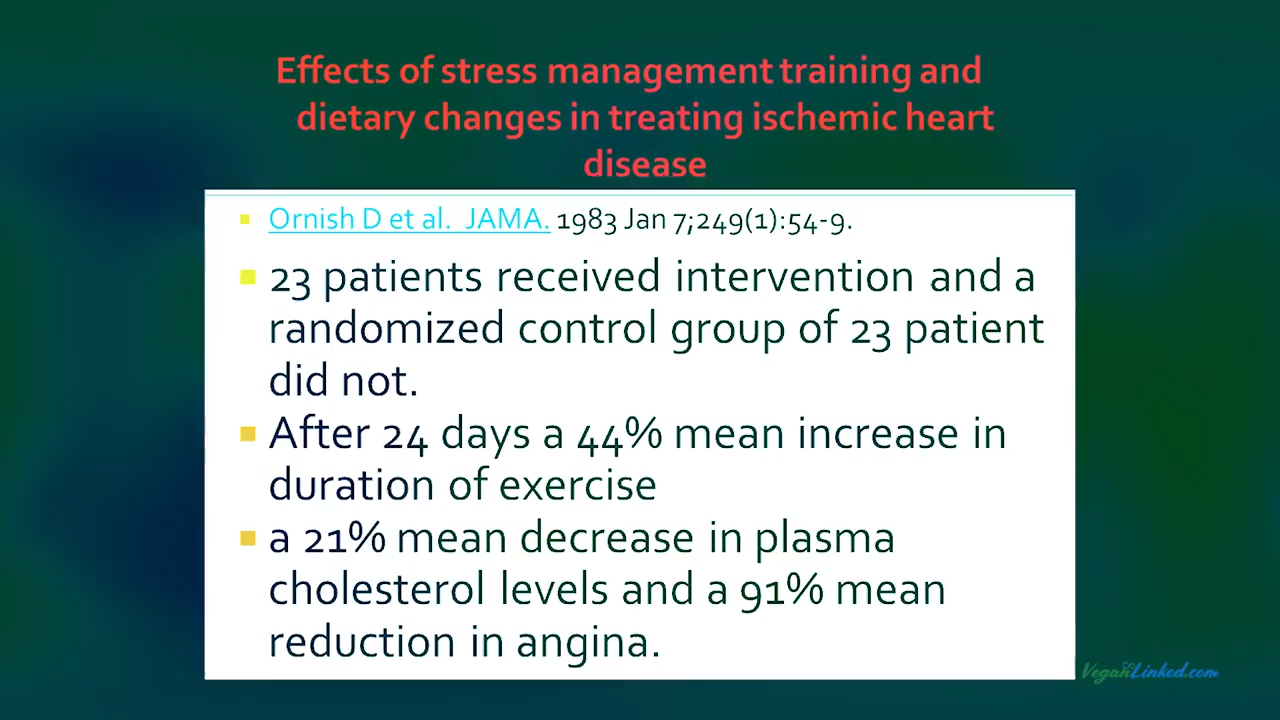 Effects of stress management training and
dietary changes in treating ischemic heart
disease
Ornish D et al. JAMA. 1983 Jan 7;249(1):54-9.
23 patients received intervention and a
randomized control group of 23 patient
did not.
After 24 days a 44% mean increase in
duration of exercise
a 21% mean decrease in plasma
cholesterol levels and a 91% mean
reduction in angina.
VeganLinked.com